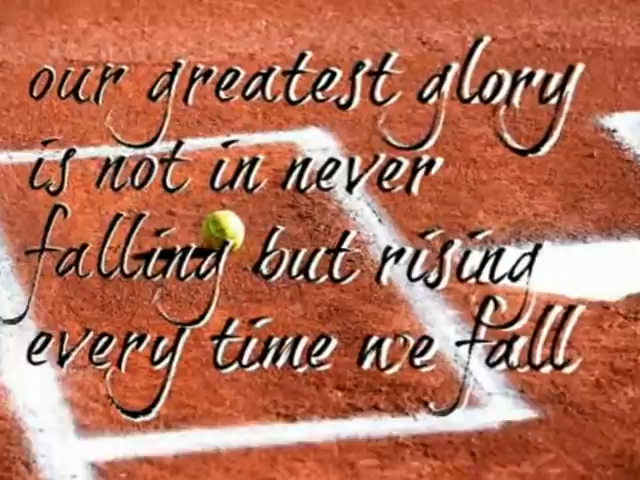 our greatest glory
is not in never
falling but rising
every time we fall